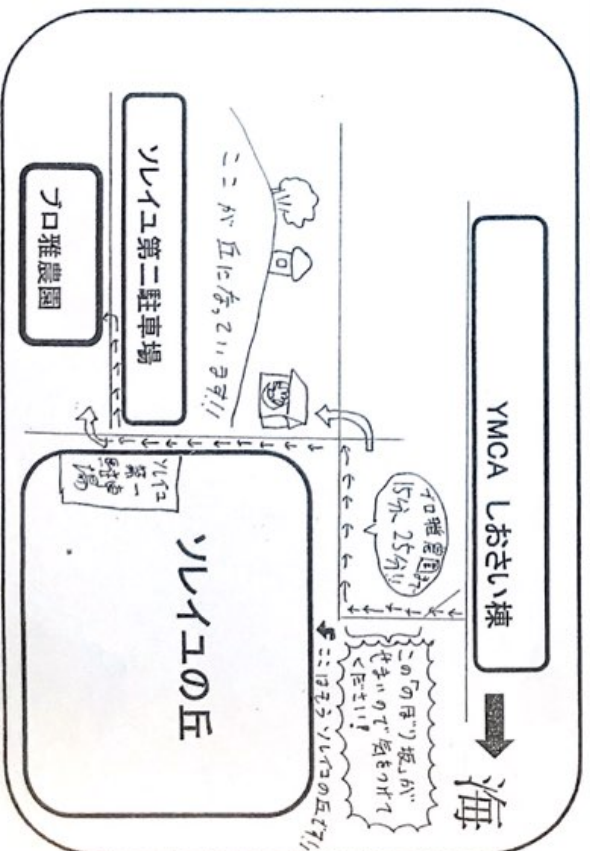 YMCA しおさい棟
海
ブロ雅農園まで
15分、25分!!
この「のぼり坂」が
せまいので気をつけて
ください!!
ここはもうソレイユの丘です!!
ここが丘になっています!!
ソレイユ第二駐車場
ブロ雅農園
ソレイユ
第一
駐車
場
ソレイユの丘